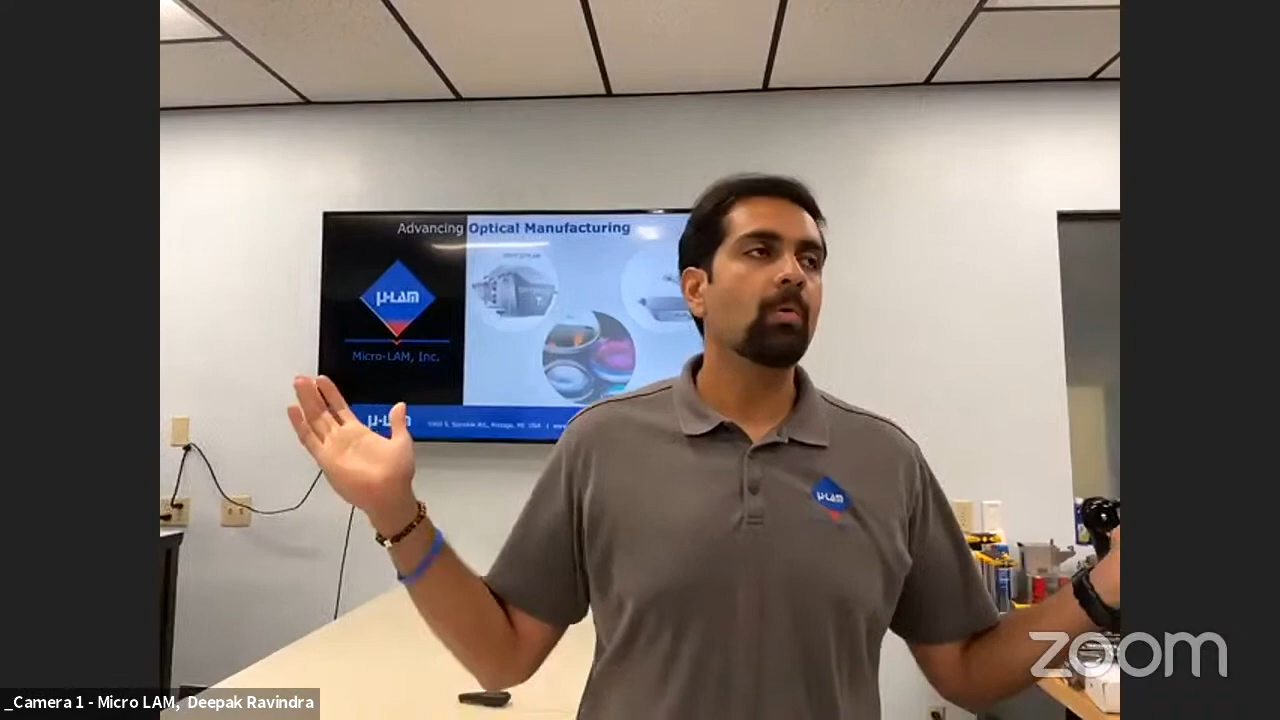 Advancing Optical Manufacturing
µ-LAM
Micro-LAM, Inc.
µ-LAM
µ-LAM
zoom
_Camera 1 - Micro LAM, Deepak Ravindra